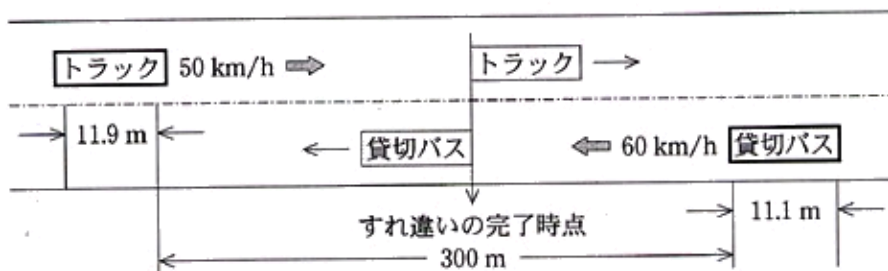 トラック 50 km/h トラック
11.9 m 貸切バス 60 km/h 貸切バス
すれ違いの完了時点 11.1 m
300 m